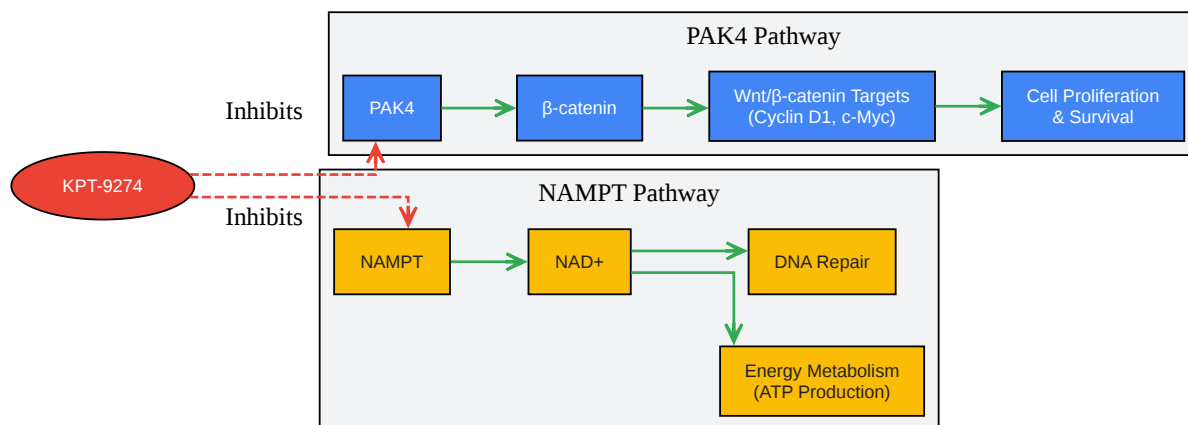 PAK4 Pathway
Inhibits
PAK4
β-catenin
Wnt/β-catenin Targets
(Cyclin D1, c-Myc)
Cell Proliferation
& Survival
KPT-9274
Inhibits
NAMPT Pathway
NAMPT
NAD+
DNA Repair
Energy Metabolism
(ATP Production)